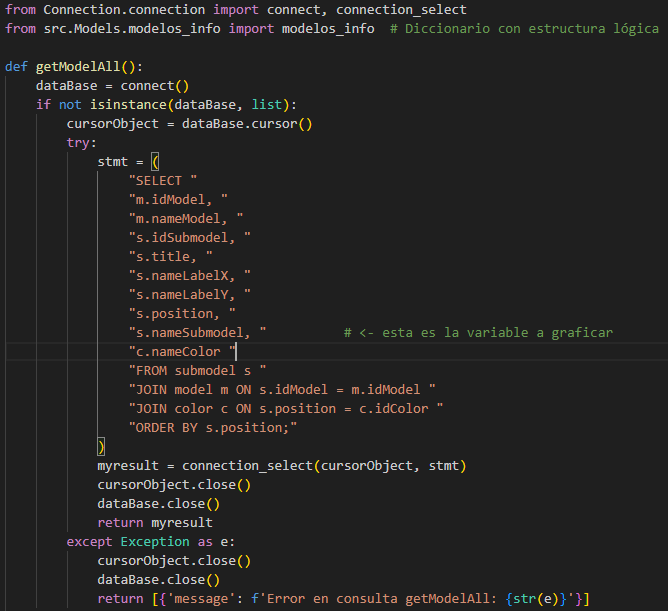 from Connection.connection import connect, connection_select
from src.Models.modelos_info import modelos_info  # Diccionario con estructura lógica

def getModelAll():
    dataBase = connect()
    if not isinstance(dataBase, list):
        cursorObject = dataBase.cursor()
        try:
            stmt = (
                "SELECT "
                "m.idModel, "
                "m.nameModel, "
                "s.idSubmodel, "
                "s.title, "
                "s.nameLabelX, "
                "s.nameLabelY, "
                "s.position, "
                "s.nameSubmodel, "          # <- esta es la variable a graficar
                "c.nameColor "
                "FROM submodel s "
                "JOIN model m ON s.idModel = m.idModel "
                "JOIN color c ON s.position = c.idColor "
                "ORDER BY s.position;"
            )
            myresult = connection_select(cursorObject, stmt)
            cursorObject.close()
            dataBase.close()
            return myresult
        except Exception as e:
            cursorObject.close()
            dataBase.close()
            return [{'message': f'Error en consulta getModelAll: {str(e)}'}]